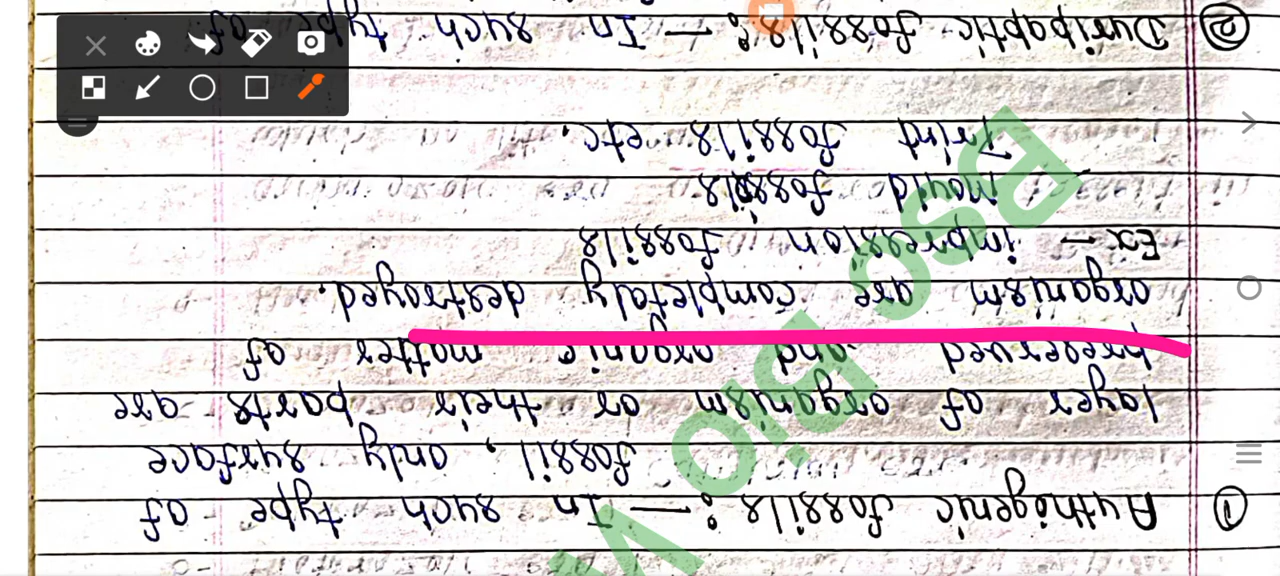 ① Authigenic fossils :— In such type of
fossil, only surface
layer of organism or their parts are
preserved and organic matter of
organism are completaly destroyed.
Ex — impression fossils
mould fossils
Print fossils etc.
② Duripaptic fossils :— In such type of